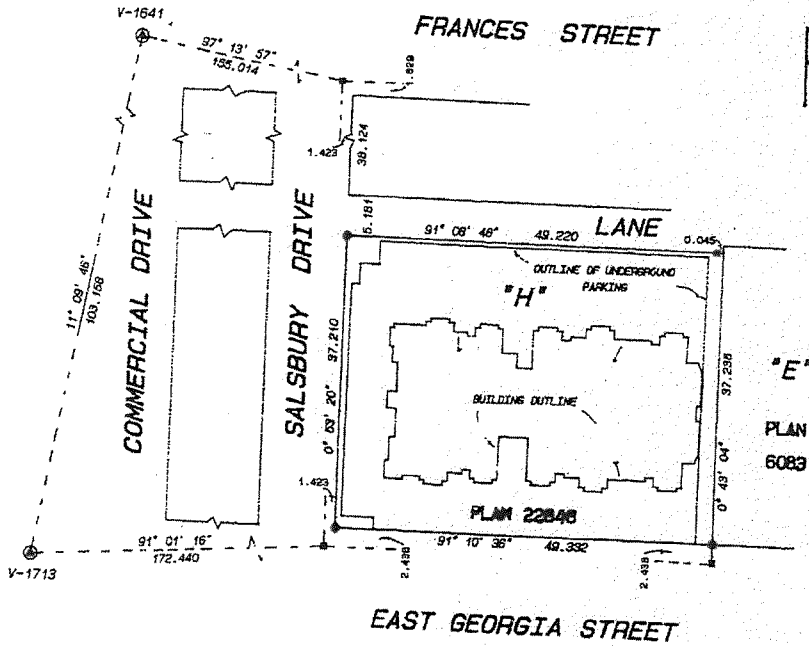 V-1641
FRANCES STREET
97° 13' 57"
155.014
1.829
1.423
38.124
LANE
5.181
91° 08' 48"
49.220
0.045
OUTLINE OF UNDERGROUND
PARKING
"H"
11° 09' 46"
103.168
COMMERCIAL DRIVE
SALSBURY DRIVE
37.210
0° 53' 20"
BUILDING OUTLINE
37.236
0° 43' 04"
"E"
PLAN
6083
1.423
PLAN 22646
91° 01' 16"
172.440
2.438
91° 10' 36"
49.332
2.438
V-1713
EAST GEORGIA STREET